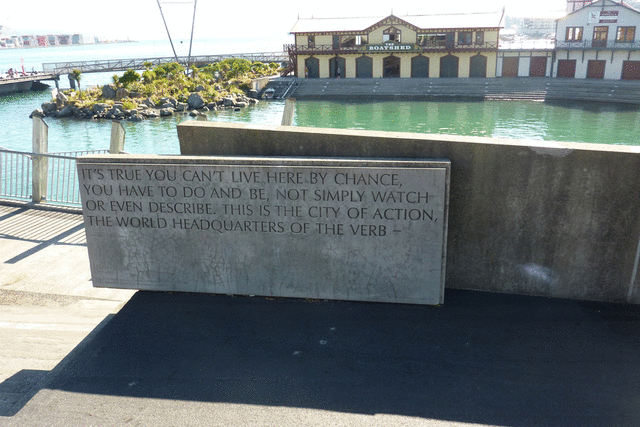 THE
BOATSHED
IT'S TRUE YOU CAN'T LIVE HERE BY CHANCE,
YOU HAVE TO DO AND BE, NOT SIMPLY WATCH
OR EVEN DESCRIBE. THIS IS THE CITY OF ACTION,
THE WORLD HEADQUARTERS OF THE VERB –